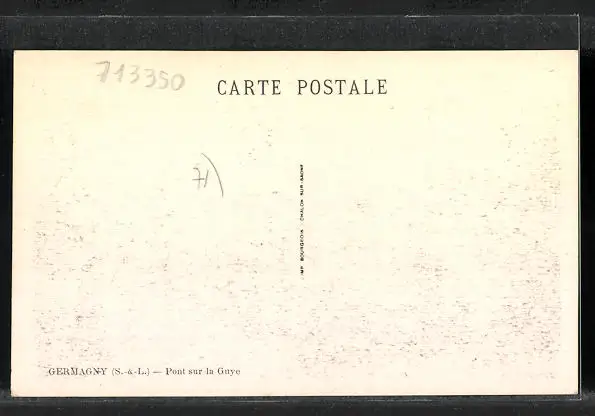 713350
CARTE POSTALE
71)
IMP. BOURGEOIS - CHALON-SUR-SAONE
GERMAGNY (S.-&-L.) — Pont sur la Guye